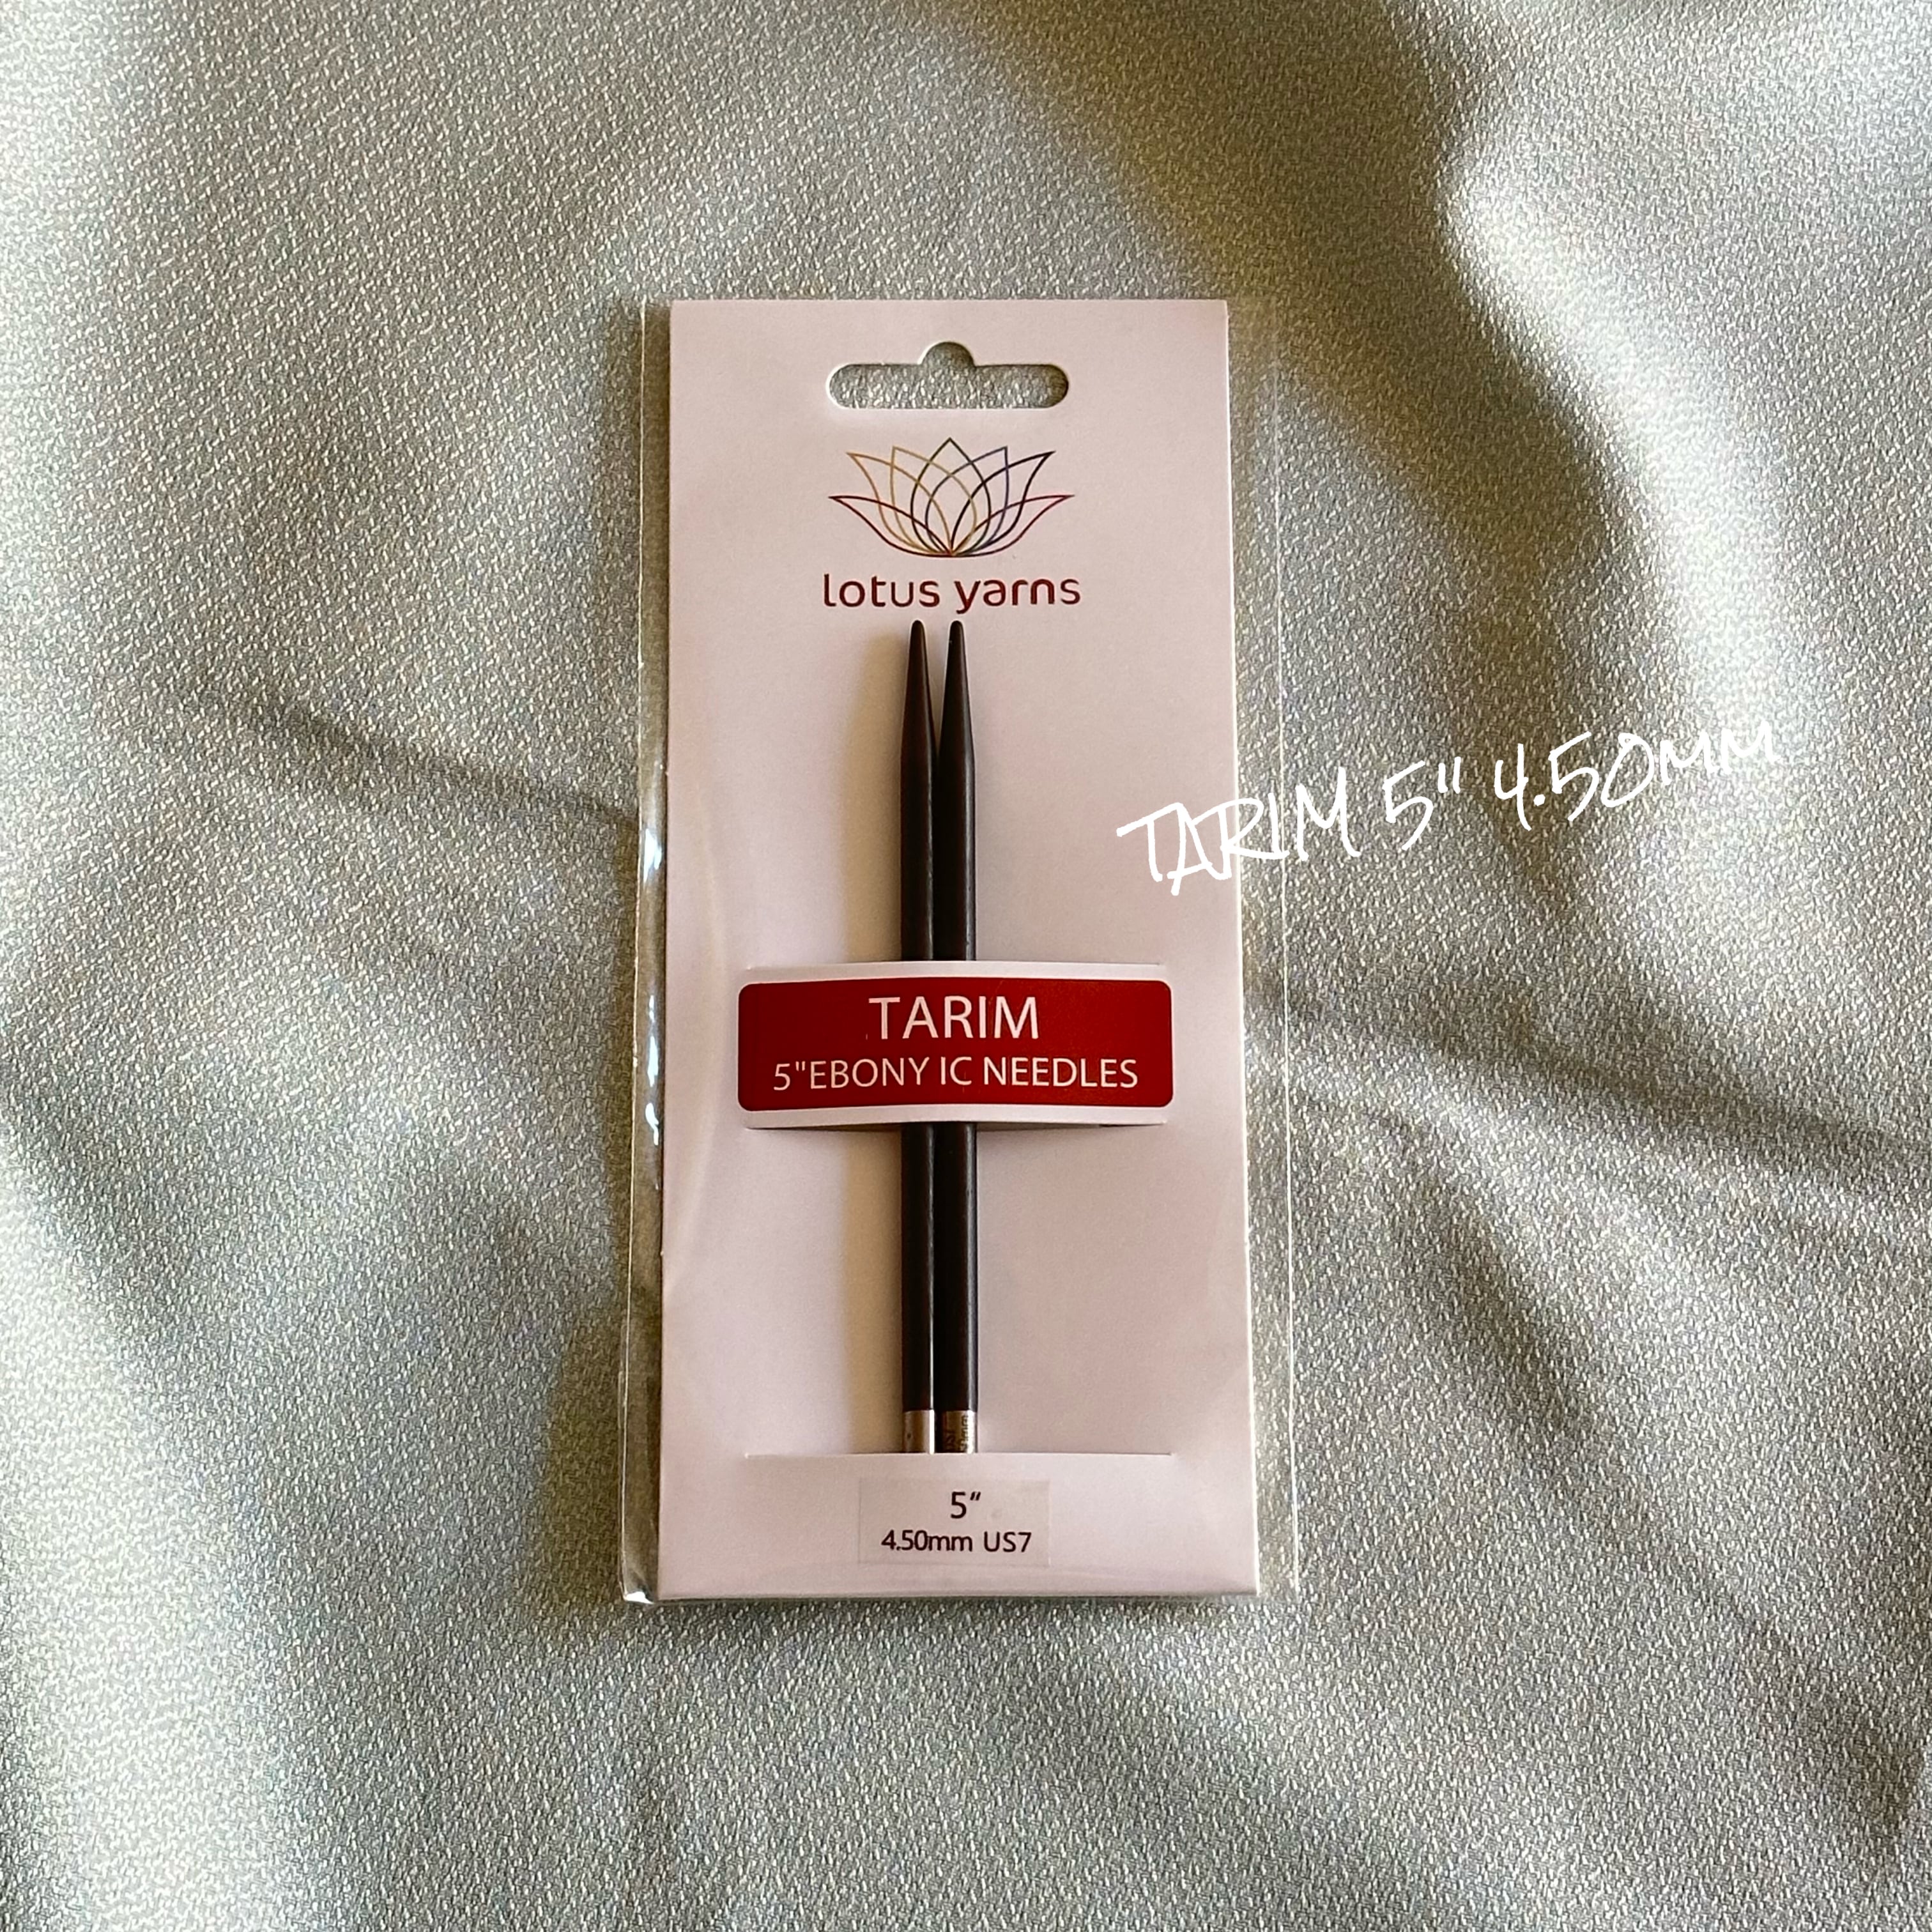 lotus yarns
TARIM 5" 4.50MM
TARIM
5"EBONY IC NEEDLES
5"
4.50mm US7